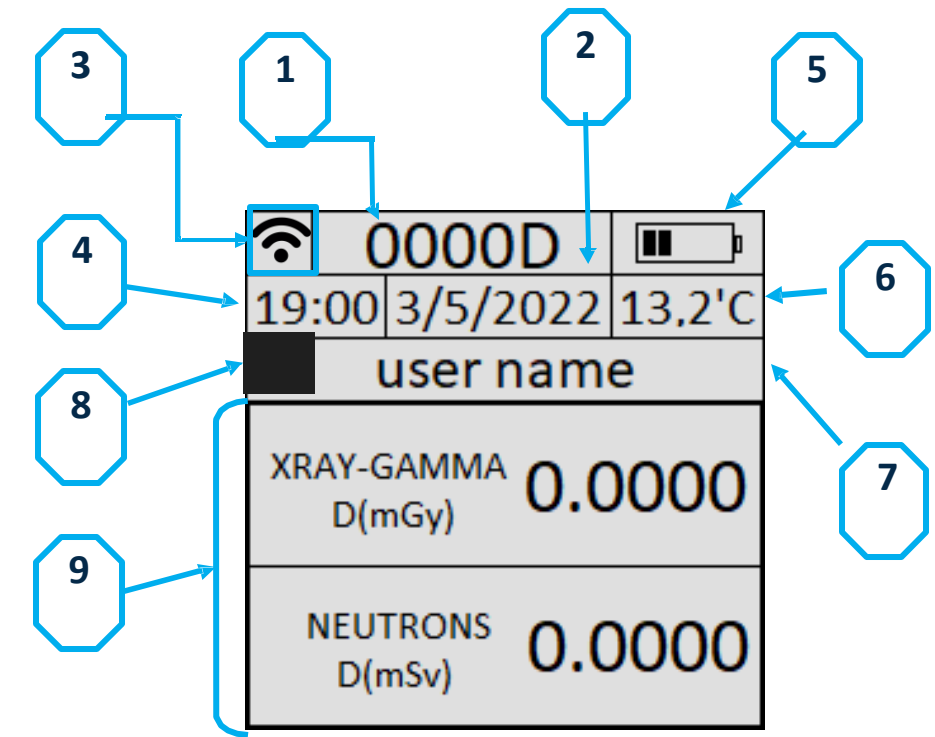 3
1
2
5
0000D
4
6
19:00 3/5/2022 13,2'C
user name
8
7
XRAY-GAMMA
D(mGy)
0.0000
9
NEUTRONS
D(mSv)
0.0000